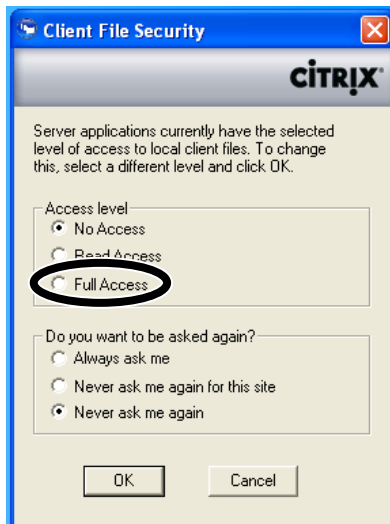 Client File Security
CİTRIX
Server applications currently have the selected
level of access to local client files. To change
this, select a different level and click OK.
Access level
No Access
Read Access
Full Access
Do you want to be asked again?
Always ask me
Never ask me again for this site
Never ask me again
OK
Cancel